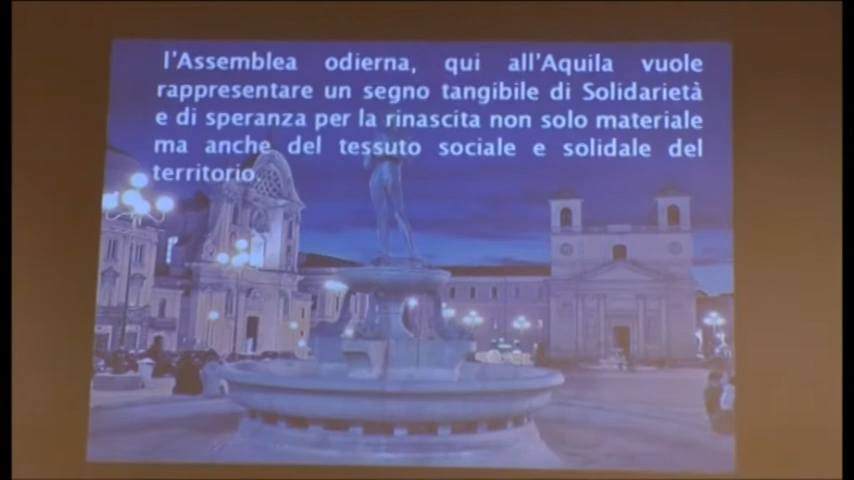 l'Assemblea odierna, qui all'Aquila vuole
rappresentare un segno tangibile di Solidarietà
e di speranza per la rinascita non solo materiale
ma anche del tessuto sociale e solidale del
territorio.